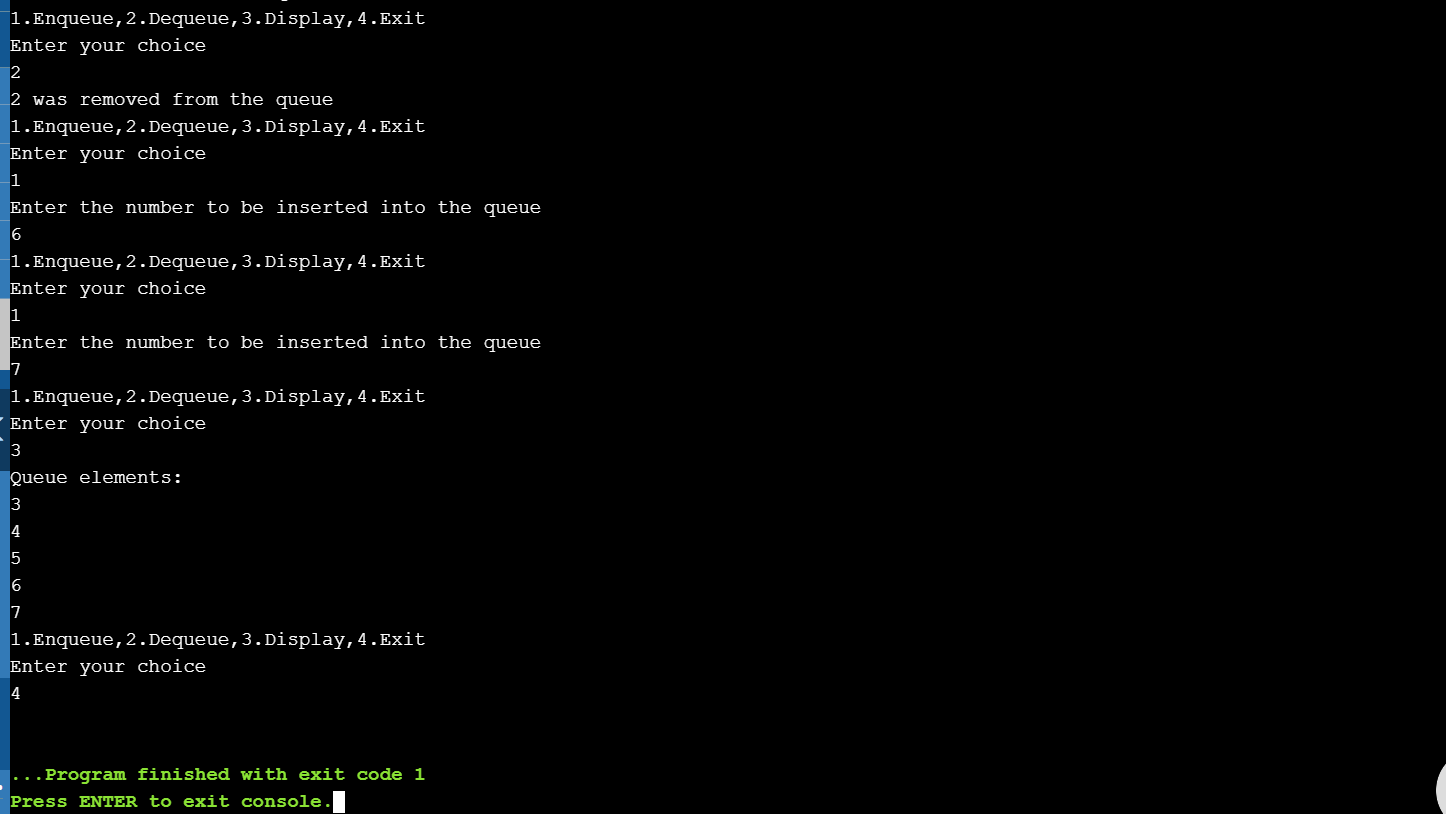 1.Enqueue,2.Dequeue,3.Display,4.Exit
Enter your choice
2
2 was removed from the queue
1.Enqueue,2.Dequeue,3.Display,4.Exit
Enter your choice
1
Enter the number to be inserted into the queue
6
1.Enqueue,2.Dequeue,3.Display,4.Exit
Enter your choice
1
Enter the number to be inserted into the queue
7
1.Enqueue,2.Dequeue,3.Display,4.Exit
Enter your choice
3
Queue elements:
3
4
5
6
7
1.Enqueue,2.Dequeue,3.Display,4.Exit
Enter your choice
4
...Program finished with exit code 1
Press ENTER to exit console.